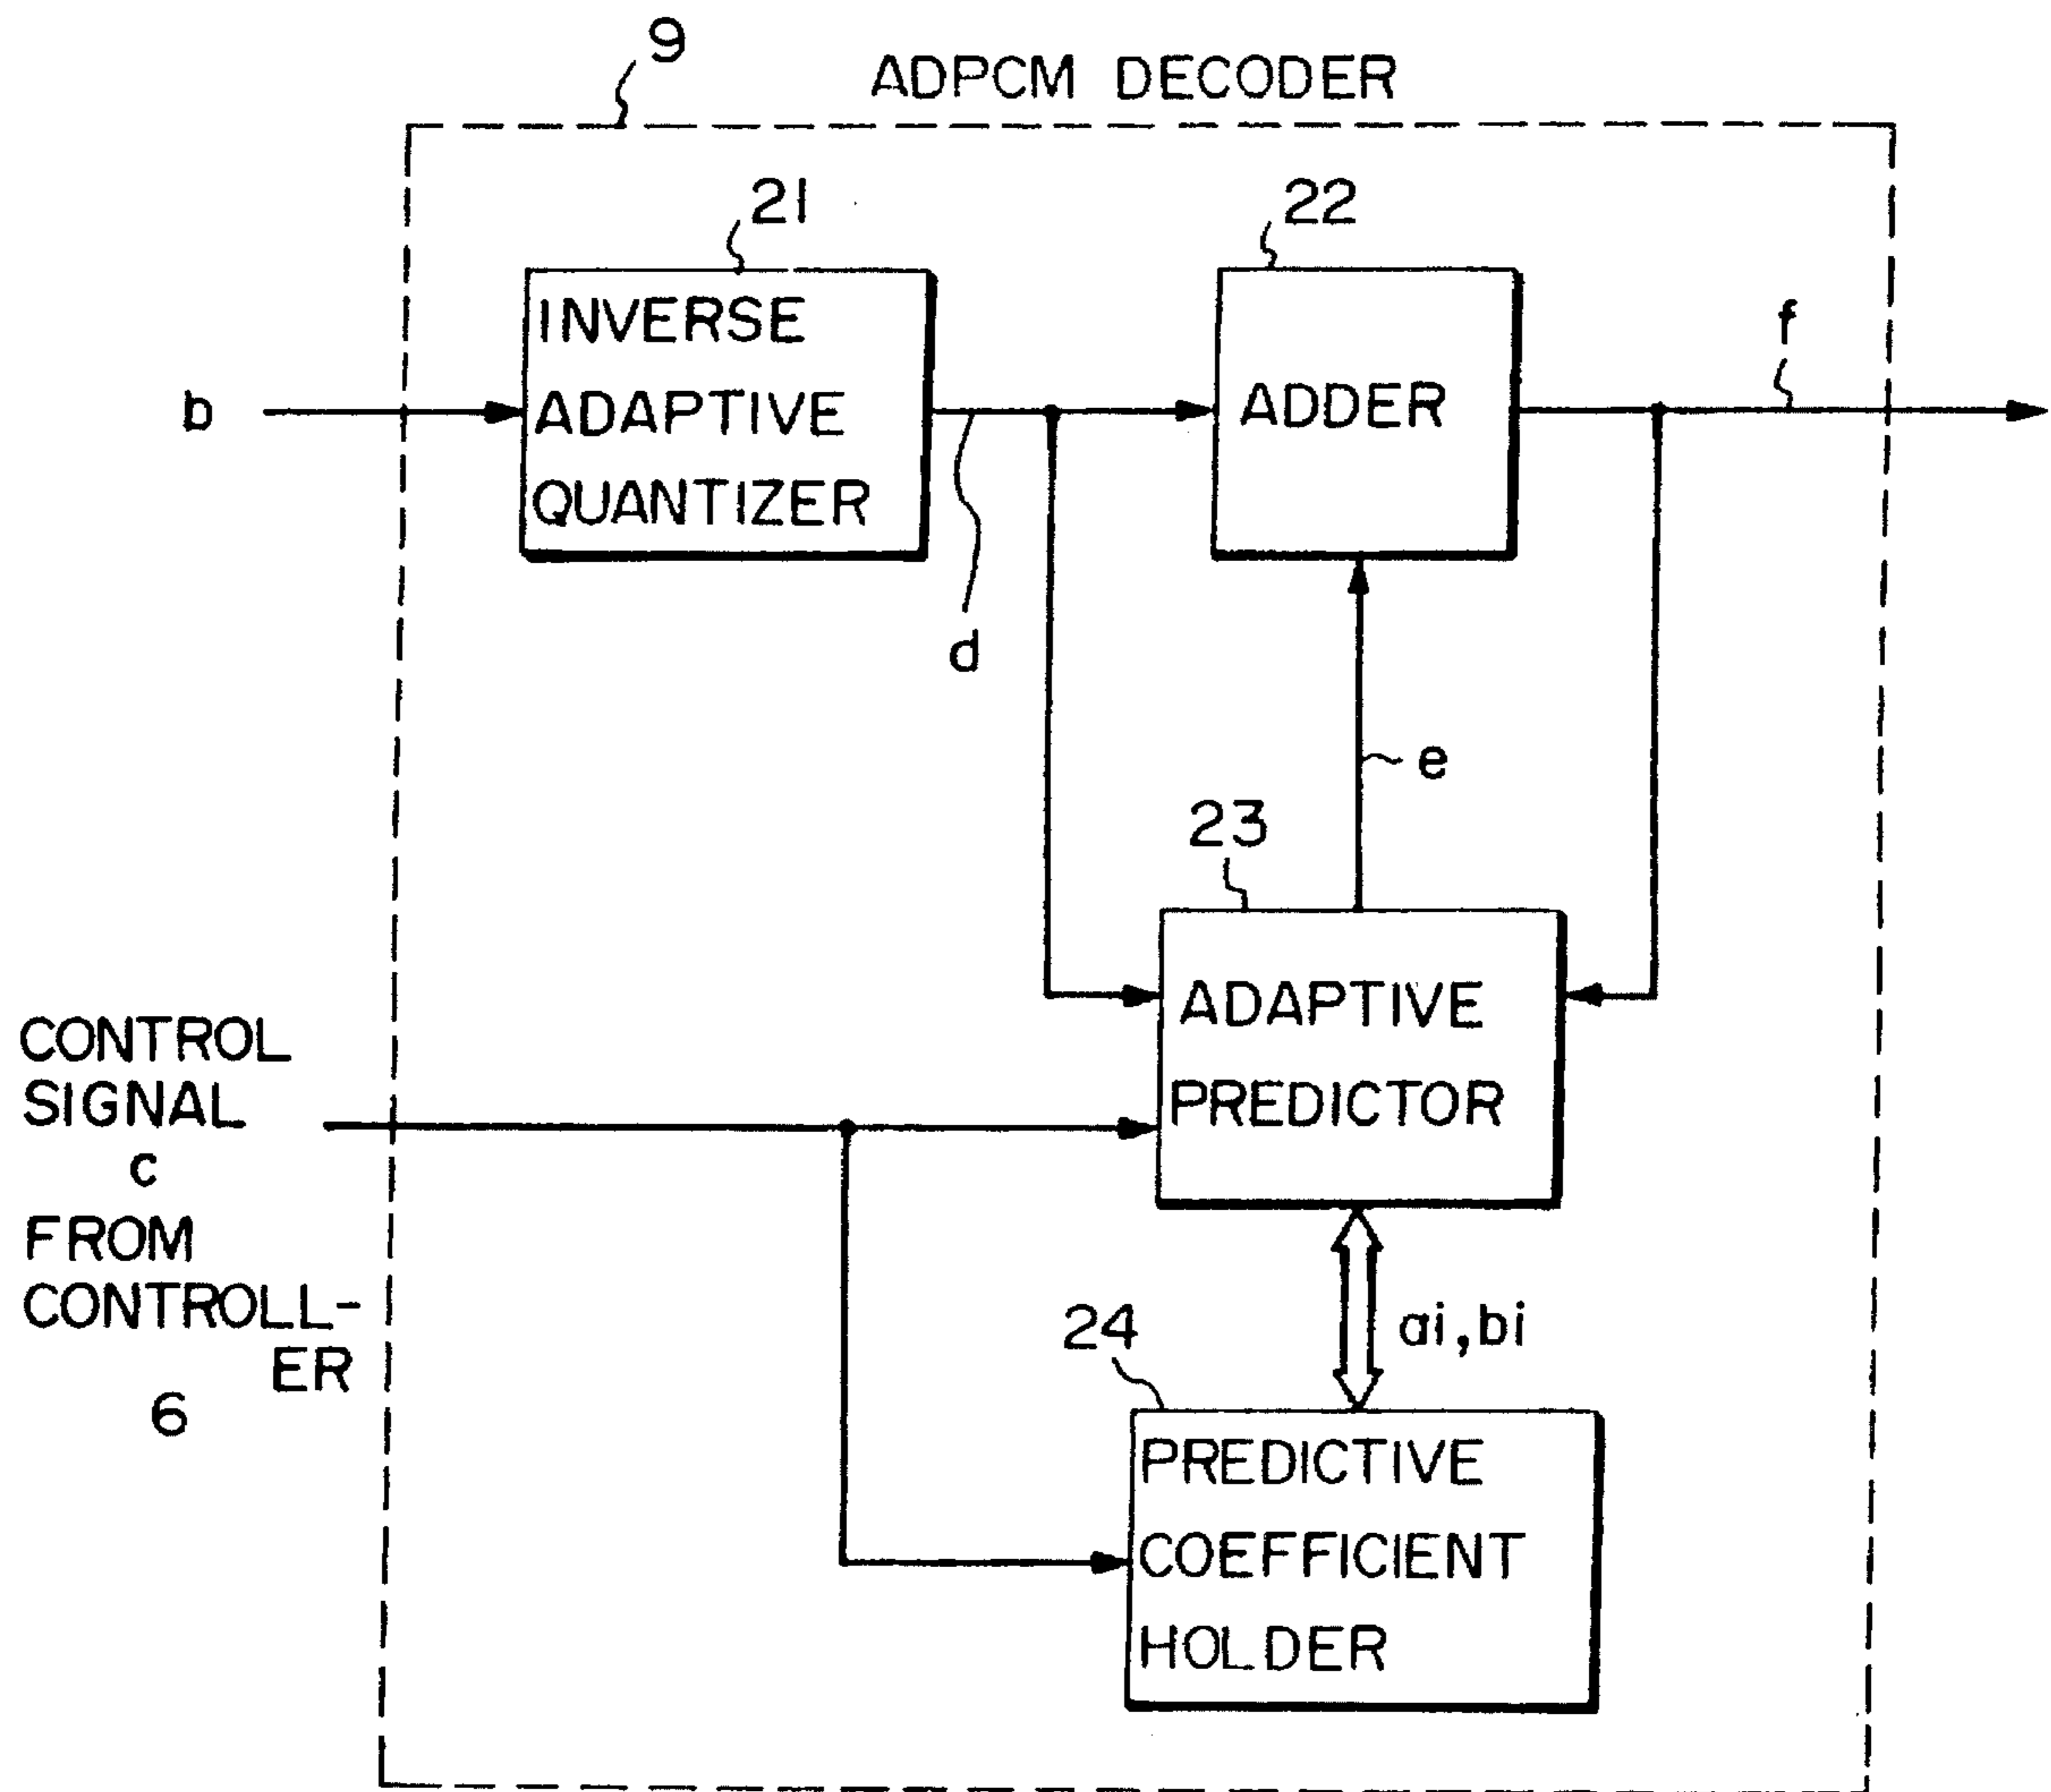 9
ADPCM DECODER
21
22
INVERSE
ADAPTIVE
QUANTIZER
ADDER
f
b
d
e
23
ADAPTIVE
PREDICTOR
CONTROL
SIGNAL
c
FROM
CONTROLL-
ER
6
24
ai, bi
PREDICTIVE
COEFFICIENT
HOLDER